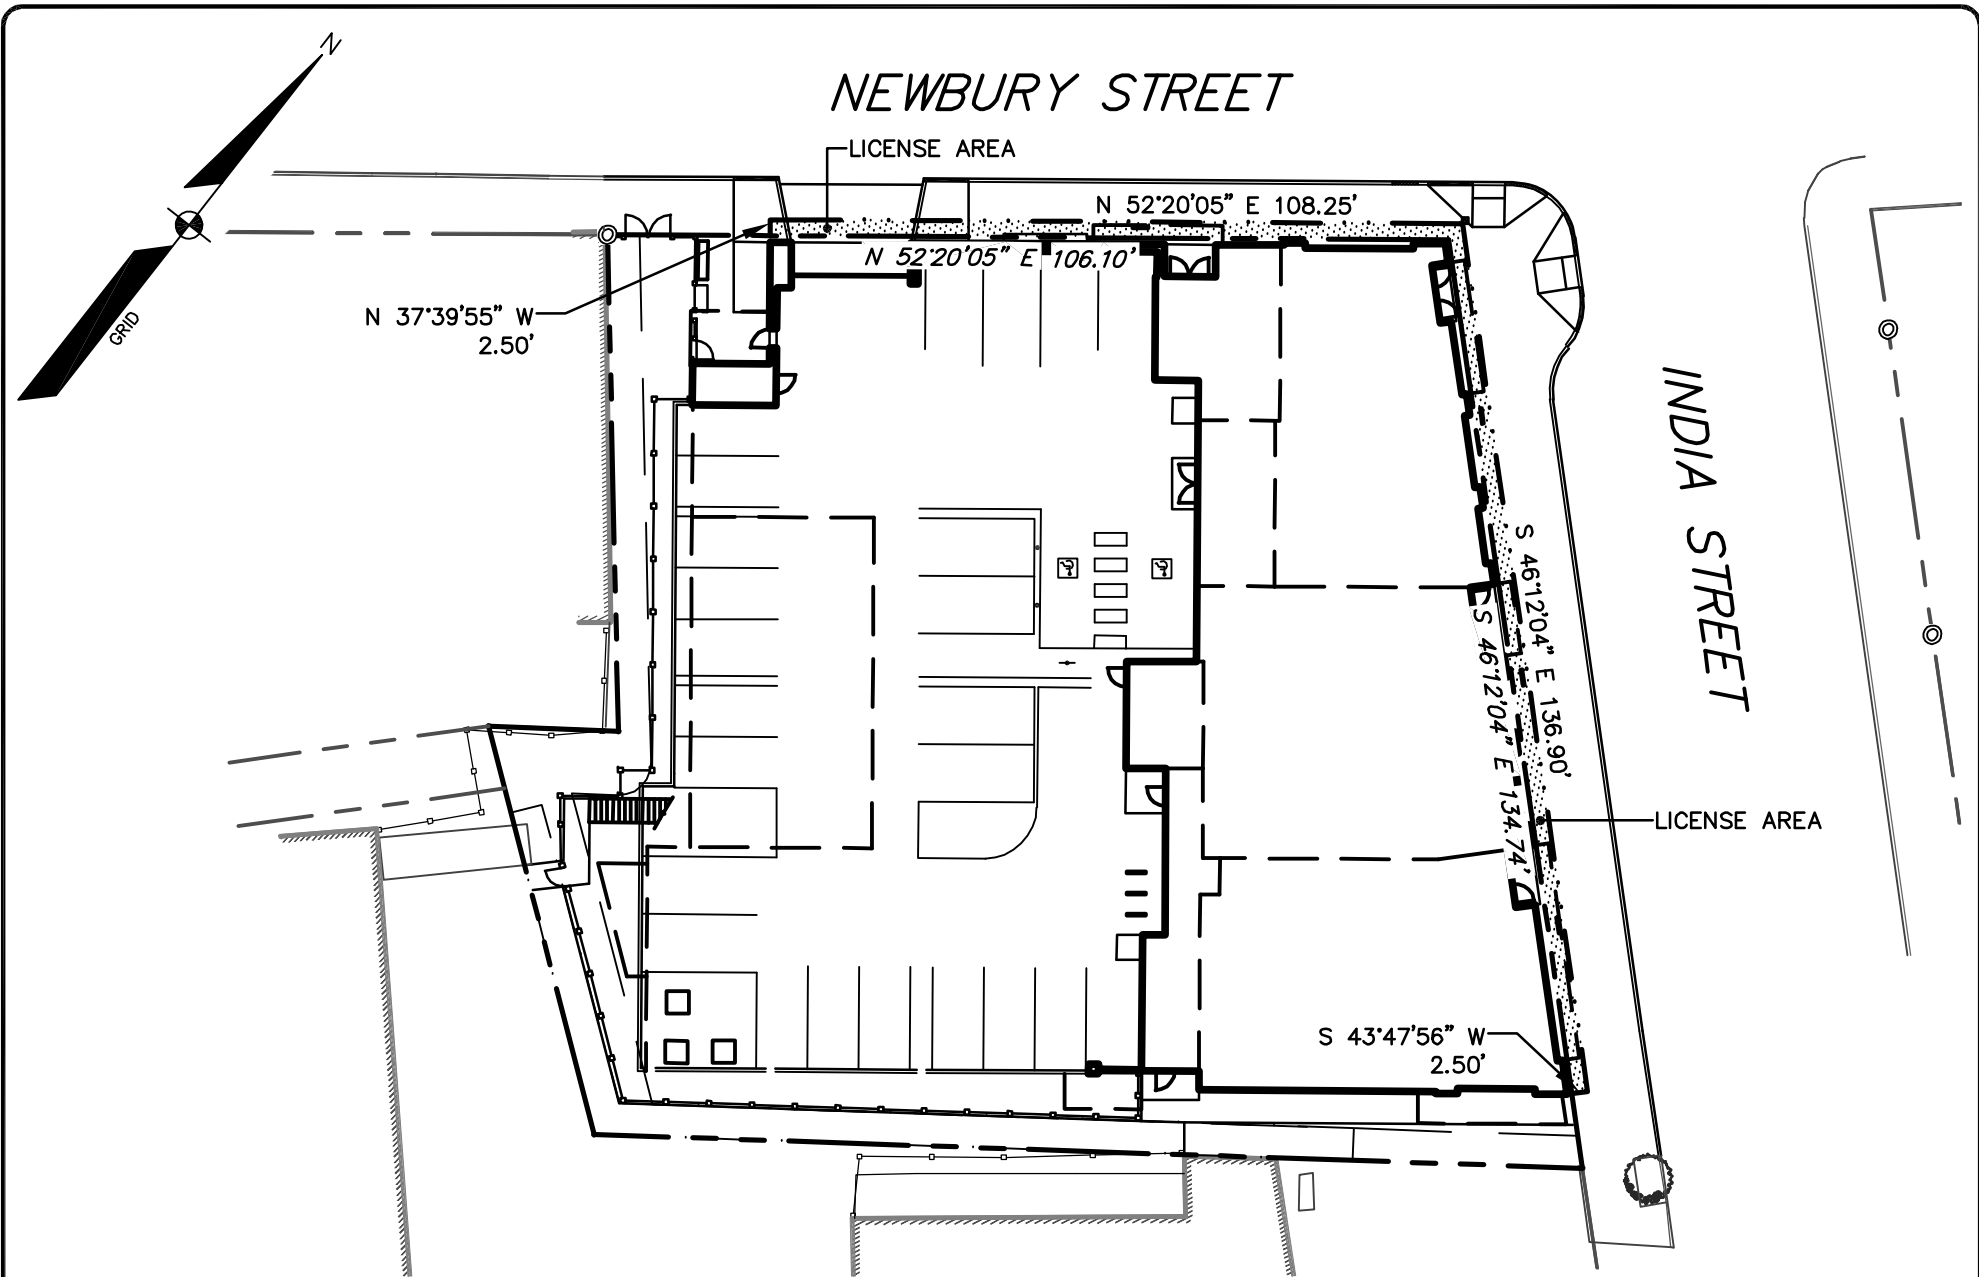 N
NEWBURY STREET
LICENSE AREA
N 52°20'05" E 108.25'
N 52°20'05" E 106.10'
N 37°39'55" W
2.50'
GRID
INDIA STREET
S 46°12'04" E 136.90'
S 46°12'04" E 134.74'
LICENSE AREA
S 43°47'56" W
2.50'